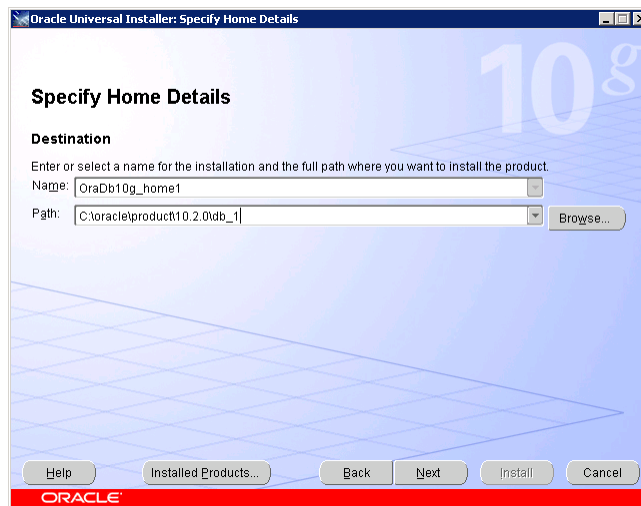 Oracle Universal Installer: Specify Home Details
10g
Specify Home Details
Destination
Enter or select a name for the installation and the full path where you want to install the product.
Name: OraDb10g_home1
Path: C:\oracle\product\10.2.0\db_1 Browse...
Help Installed Products... Back Next Install Cancel
ORACLE